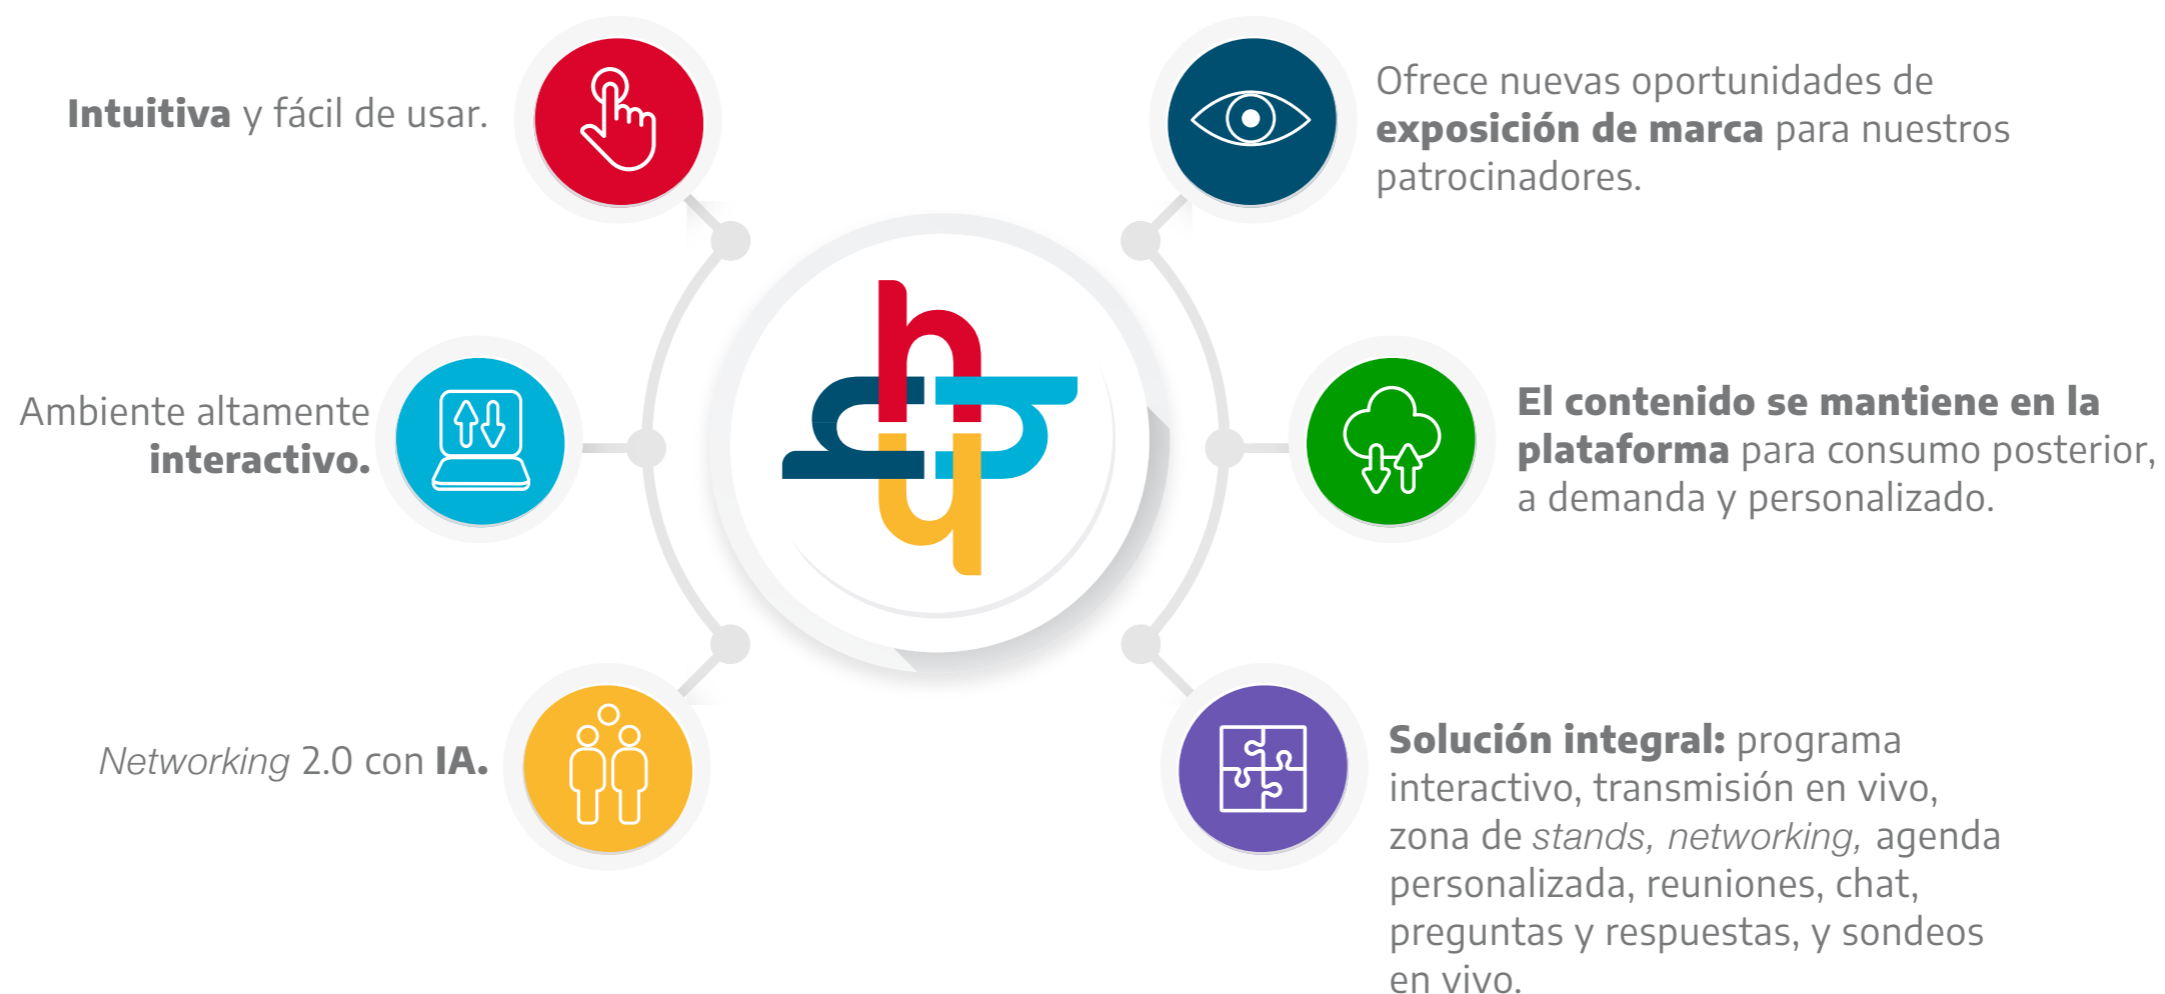 Intuitiva y fácil de usar.
Ambiente altamente
interactivo.
Networking 2.0 con IA.
Ofrece nuevas oportunidades de
exposición de marca para nuestros
patrocinadores.
El contenido se mantiene en la
plataforma para consumo posterior,
a demanda y personalizado.
Solución integral: programa
interactivo, transmisión en vivo,
zona de stands, networking, agenda
personalizada, reuniones, chat,
preguntas y respuestas, y sondeos
en vivo.